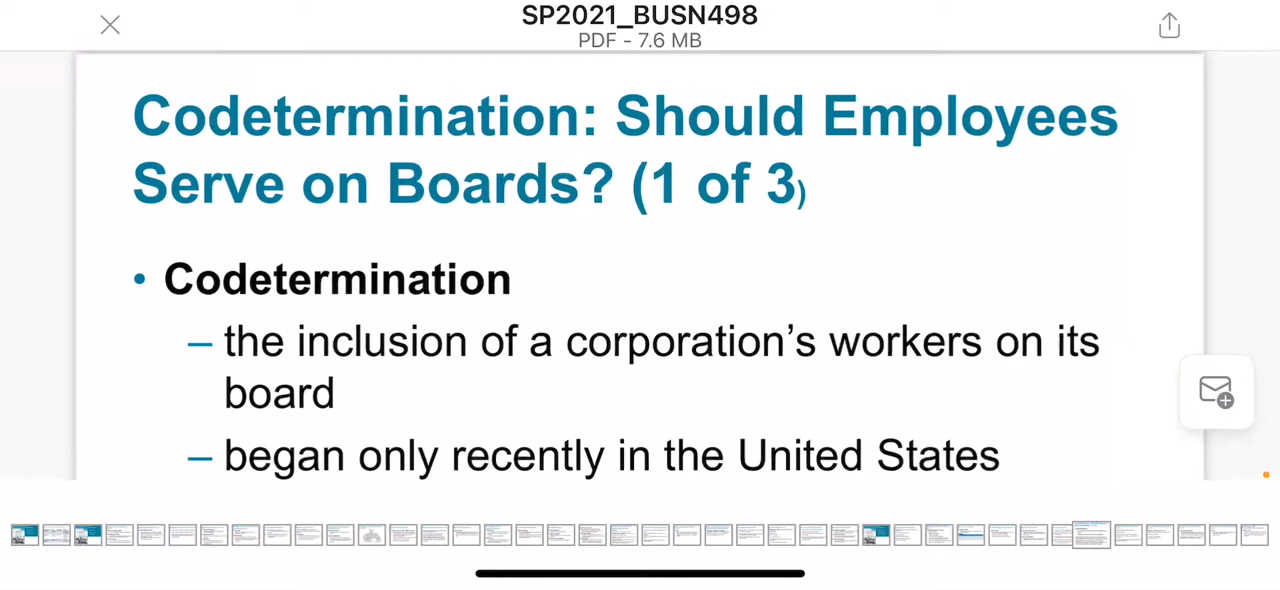 SP2021_BUSN498
PDF - 7.6 MB
Codetermination: Should Employees
Serve on Boards? (1 of 3)
• Codetermination
– the inclusion of a corporation's workers on its
board
– began only recently in the United States